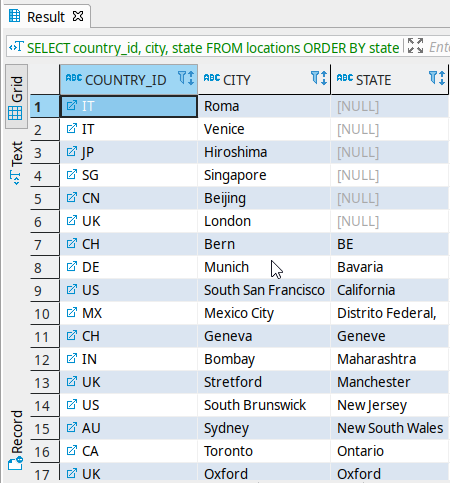 Result
SELECT country_id, city, state FROM locations ORDER BY state
Ente
Grid
Text
Record
ABC COUNTRY_ID ABC CITY ABC STATE
1 IT Roma [NULL]
2 IT Venice [NULL]
3 JP Hiroshima [NULL]
4 SG Singapore [NULL]
5 CN Beijing [NULL]
6 UK London [NULL]
7 CH Bern BE
8 DE Munich Bavaria
9 US South San Francisco California
10 MX Mexico City Distrito Federal,
11 CH Geneva Geneve
12 IN Bombay Maharashtra
13 UK Stretford Manchester
14 US South Brunswick New Jersey
15 AU Sydney New South Wales
16 CA Toronto Ontario
17 UK Oxford Oxford